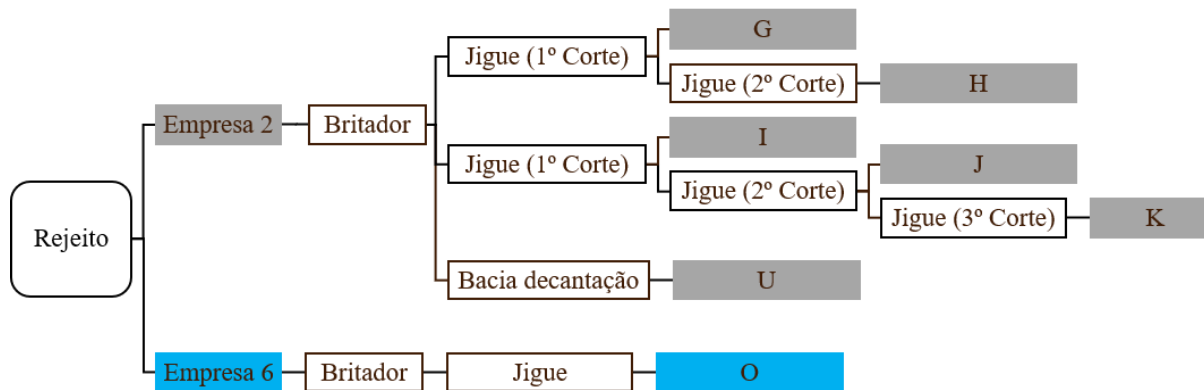 Rejeito
Empresa 2
Britador
Jigue (1º Corte)
G
Jigue (2º Corte)
H
Jigue (1º Corte)
I
Jigue (2º Corte)
J
Jigue (3º Corte)
K
Bacia decantação
U
Empresa 6
Britador
Jigue
O